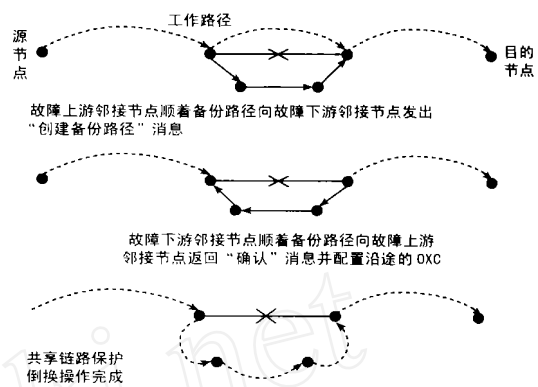 工作路径
源
节
点
目的
节点
故障上游邻接节点顺着备份路径向故障下游邻接节点发出
“创建备份路径”消息
故障下游邻接节点顺着备份路径向故障上游
邻接节点返回“确认”消息并配置沿途的OXC
共享链路保护
倒换操作完成